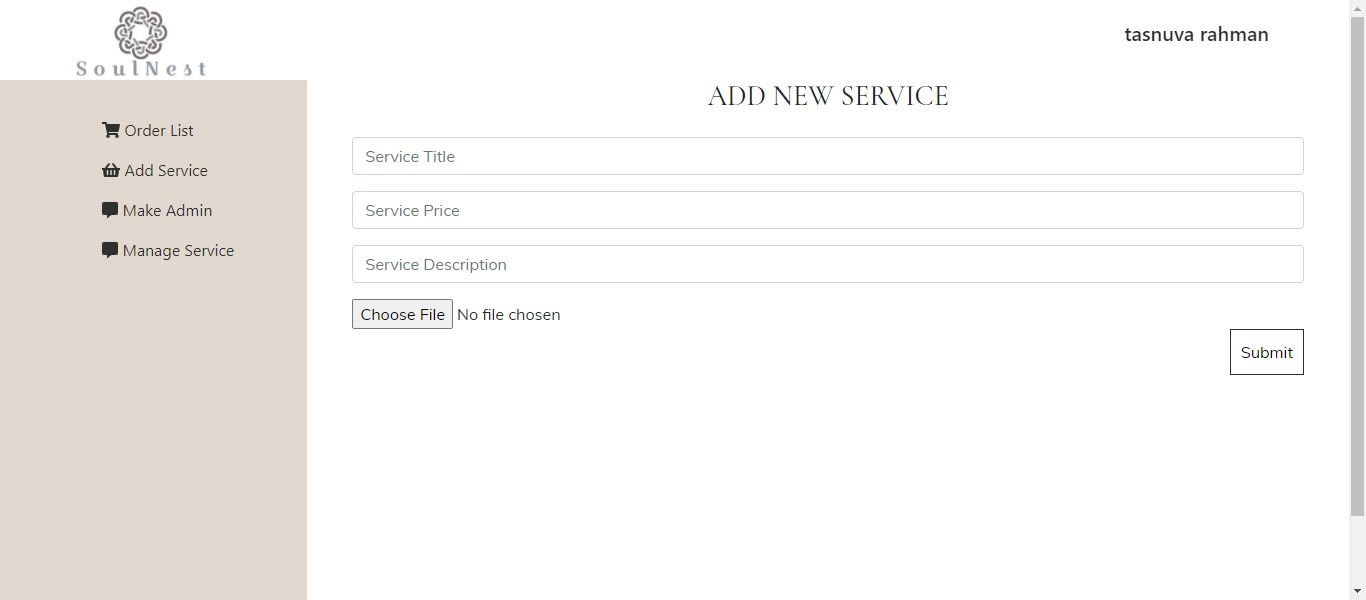 SoulNest
tasnuva rahman
Order List
Add Service
Make Admin
Manage Service
ADD NEW SERVICE
Service Title
Service Price
Service Description
Choose File No file chosen
Submit